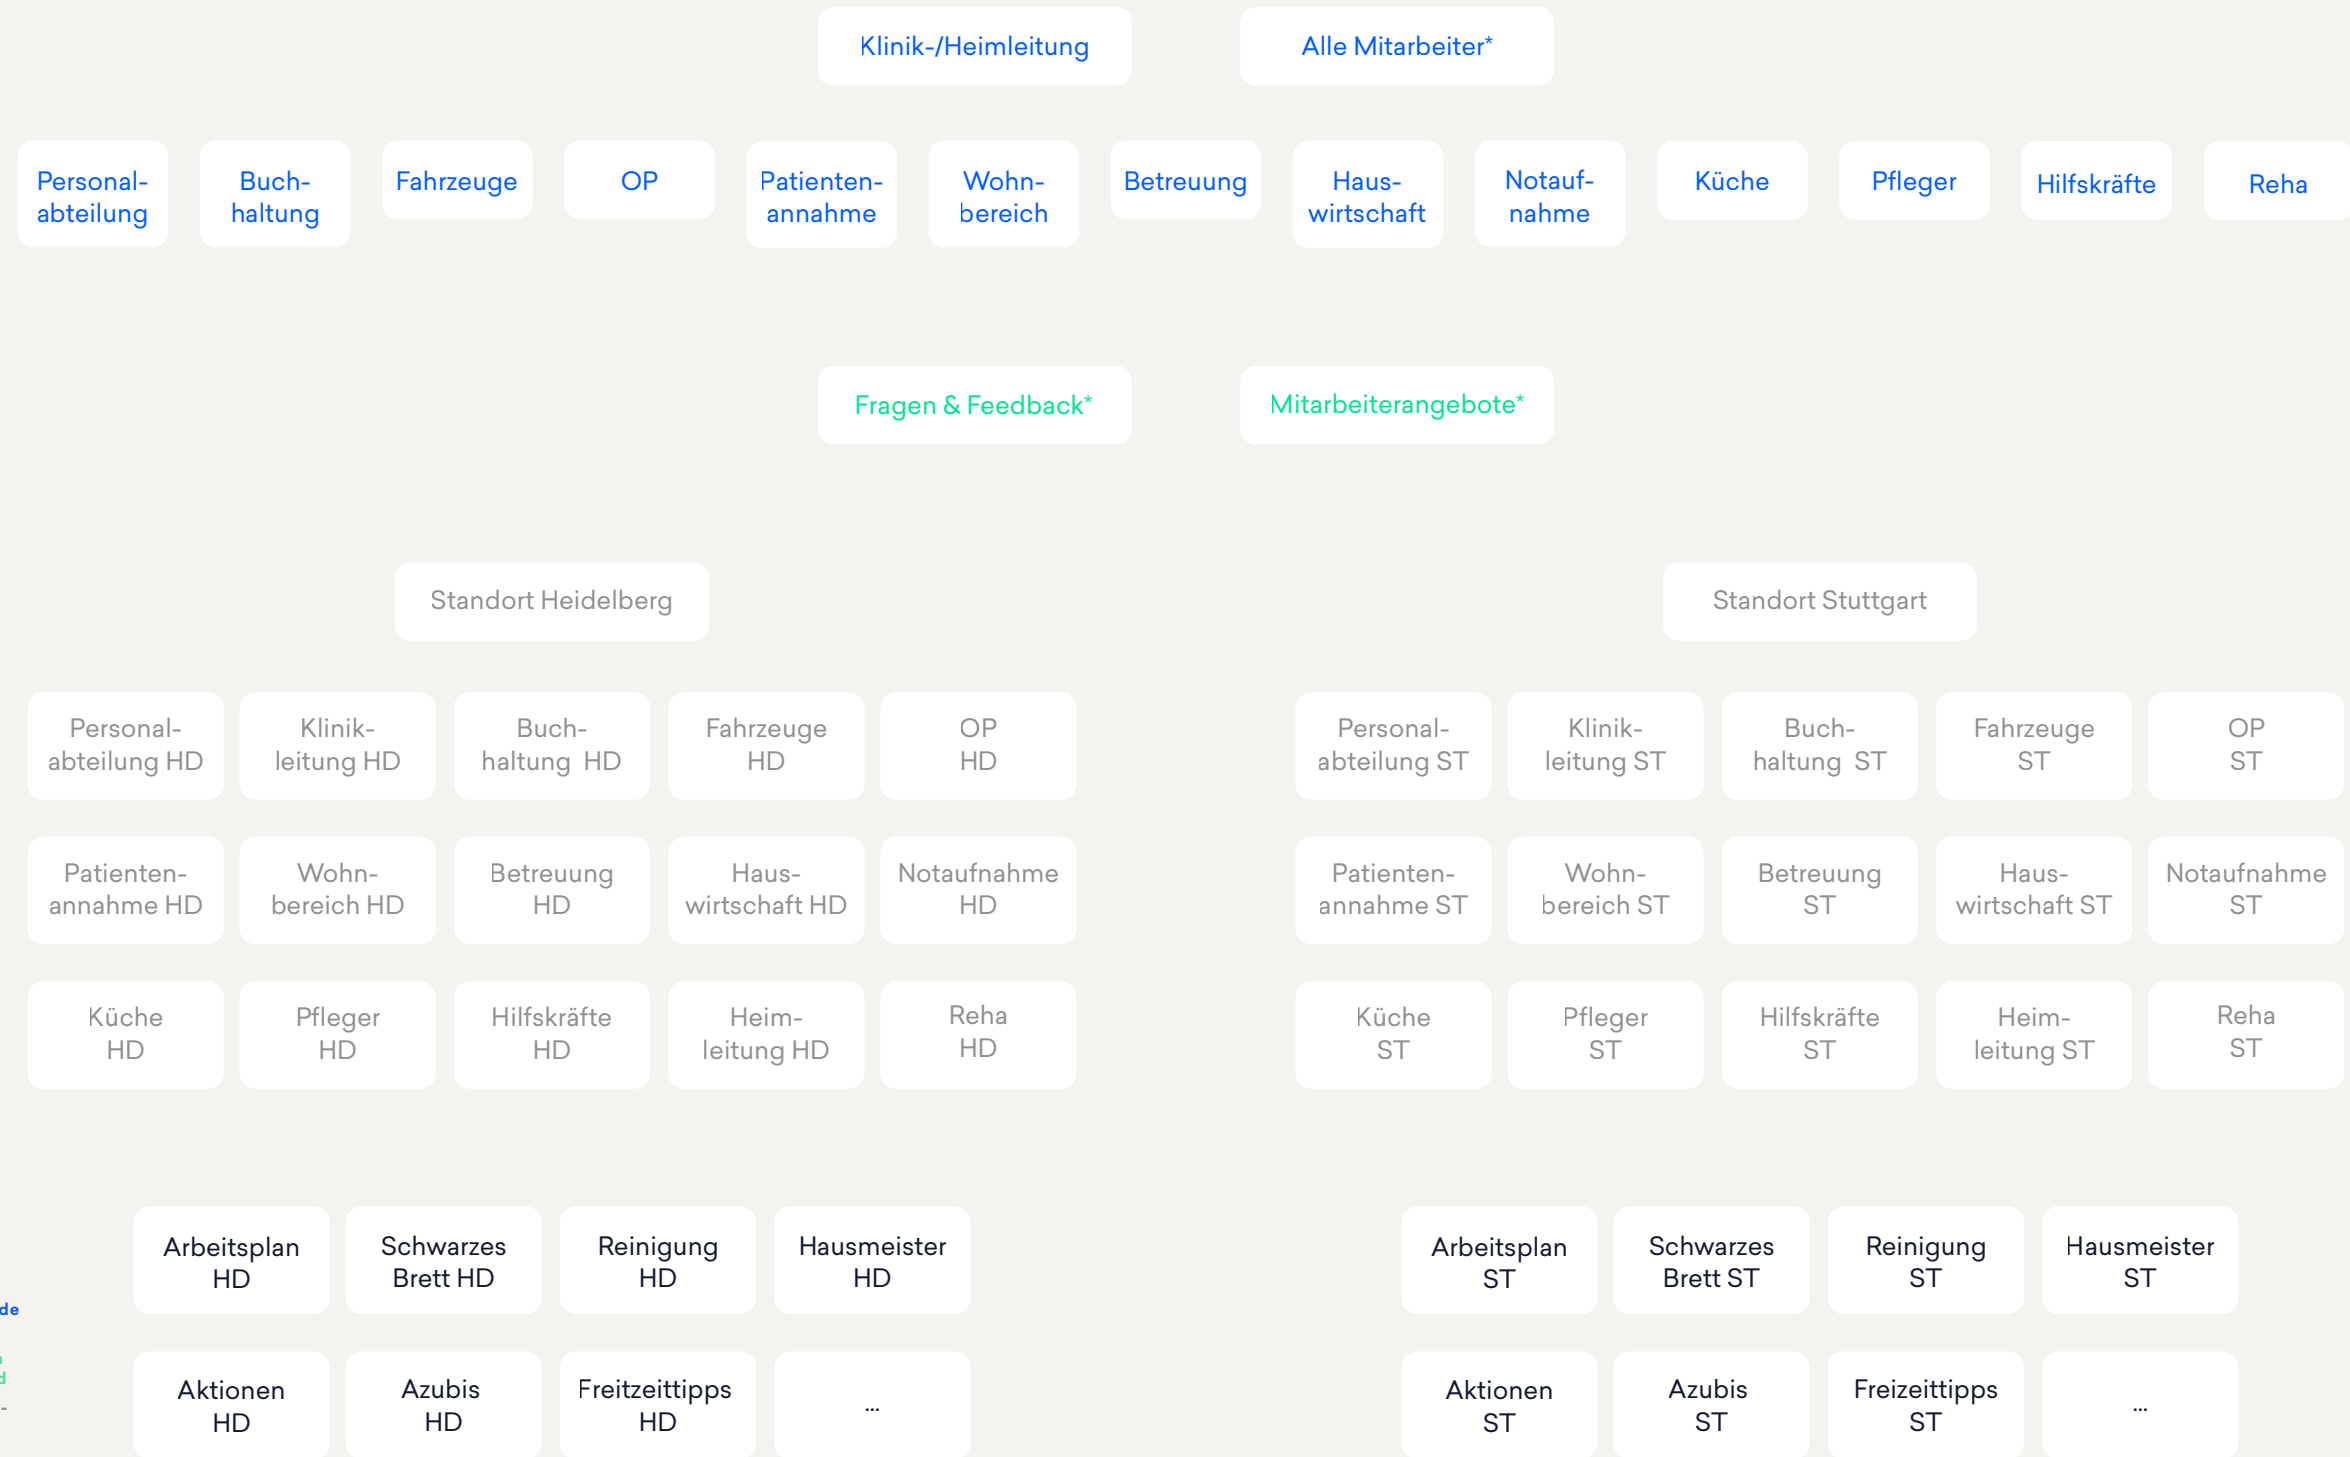 Klinik-/Heimleitung
Alle Mitarbeiter*
Personal-
abteilung
Buch-
haltung
Fahrzeuge
OP
Patienten-
annahme
Wohn-
bereich
Betreuung
Haus-
wirtschaft
Notauf-
nahme
Küche
Pfleger
Hilfskräfte
Reha
Fragen & Feedback*
Mitarbeiterangebote*
Standort Heidelberg
Personal-
abteilung HD
Klinik-
leitung HD
Buch-
haltung HD
Fahrzeuge
HD
OP
HD
Patienten-
annahme HD
Wohn-
bereich HD
Betreuung
HD
Haus-
wirtschaft HD
Notaufnahme
HD
Küche
HD
Pfleger
HD
Hilfskräfte
HD
Heim-
leitung HD
Reha
HD
Arbeitsplan
HD
Schwarzes
Brett HD
Reinigung
HD
Hausmeister
HD
Aktionen
HD
Azubis
HD
Freitzeittipps
HD
...
Standort Stuttgart
Personal-
abteilung ST
Klinik-
leitung ST
Buch-
haltung ST
Fahrzeuge
ST
OP
ST
Patienten-
annahme ST
Wohn-
bereich ST
Betreuung
ST
Haus-
wirtschaft ST
Notaufnahme
ST
Küche
ST
Pfleger
ST
Hilfskräfte
ST
Heim-
leitung ST
Reha
ST
Arbeitsplan
ST
Schwarzes
Brett ST
Reinigung
ST
Hausmeister
ST
Aktionen
ST
Azubis
ST
Freizeittipps
ST
...